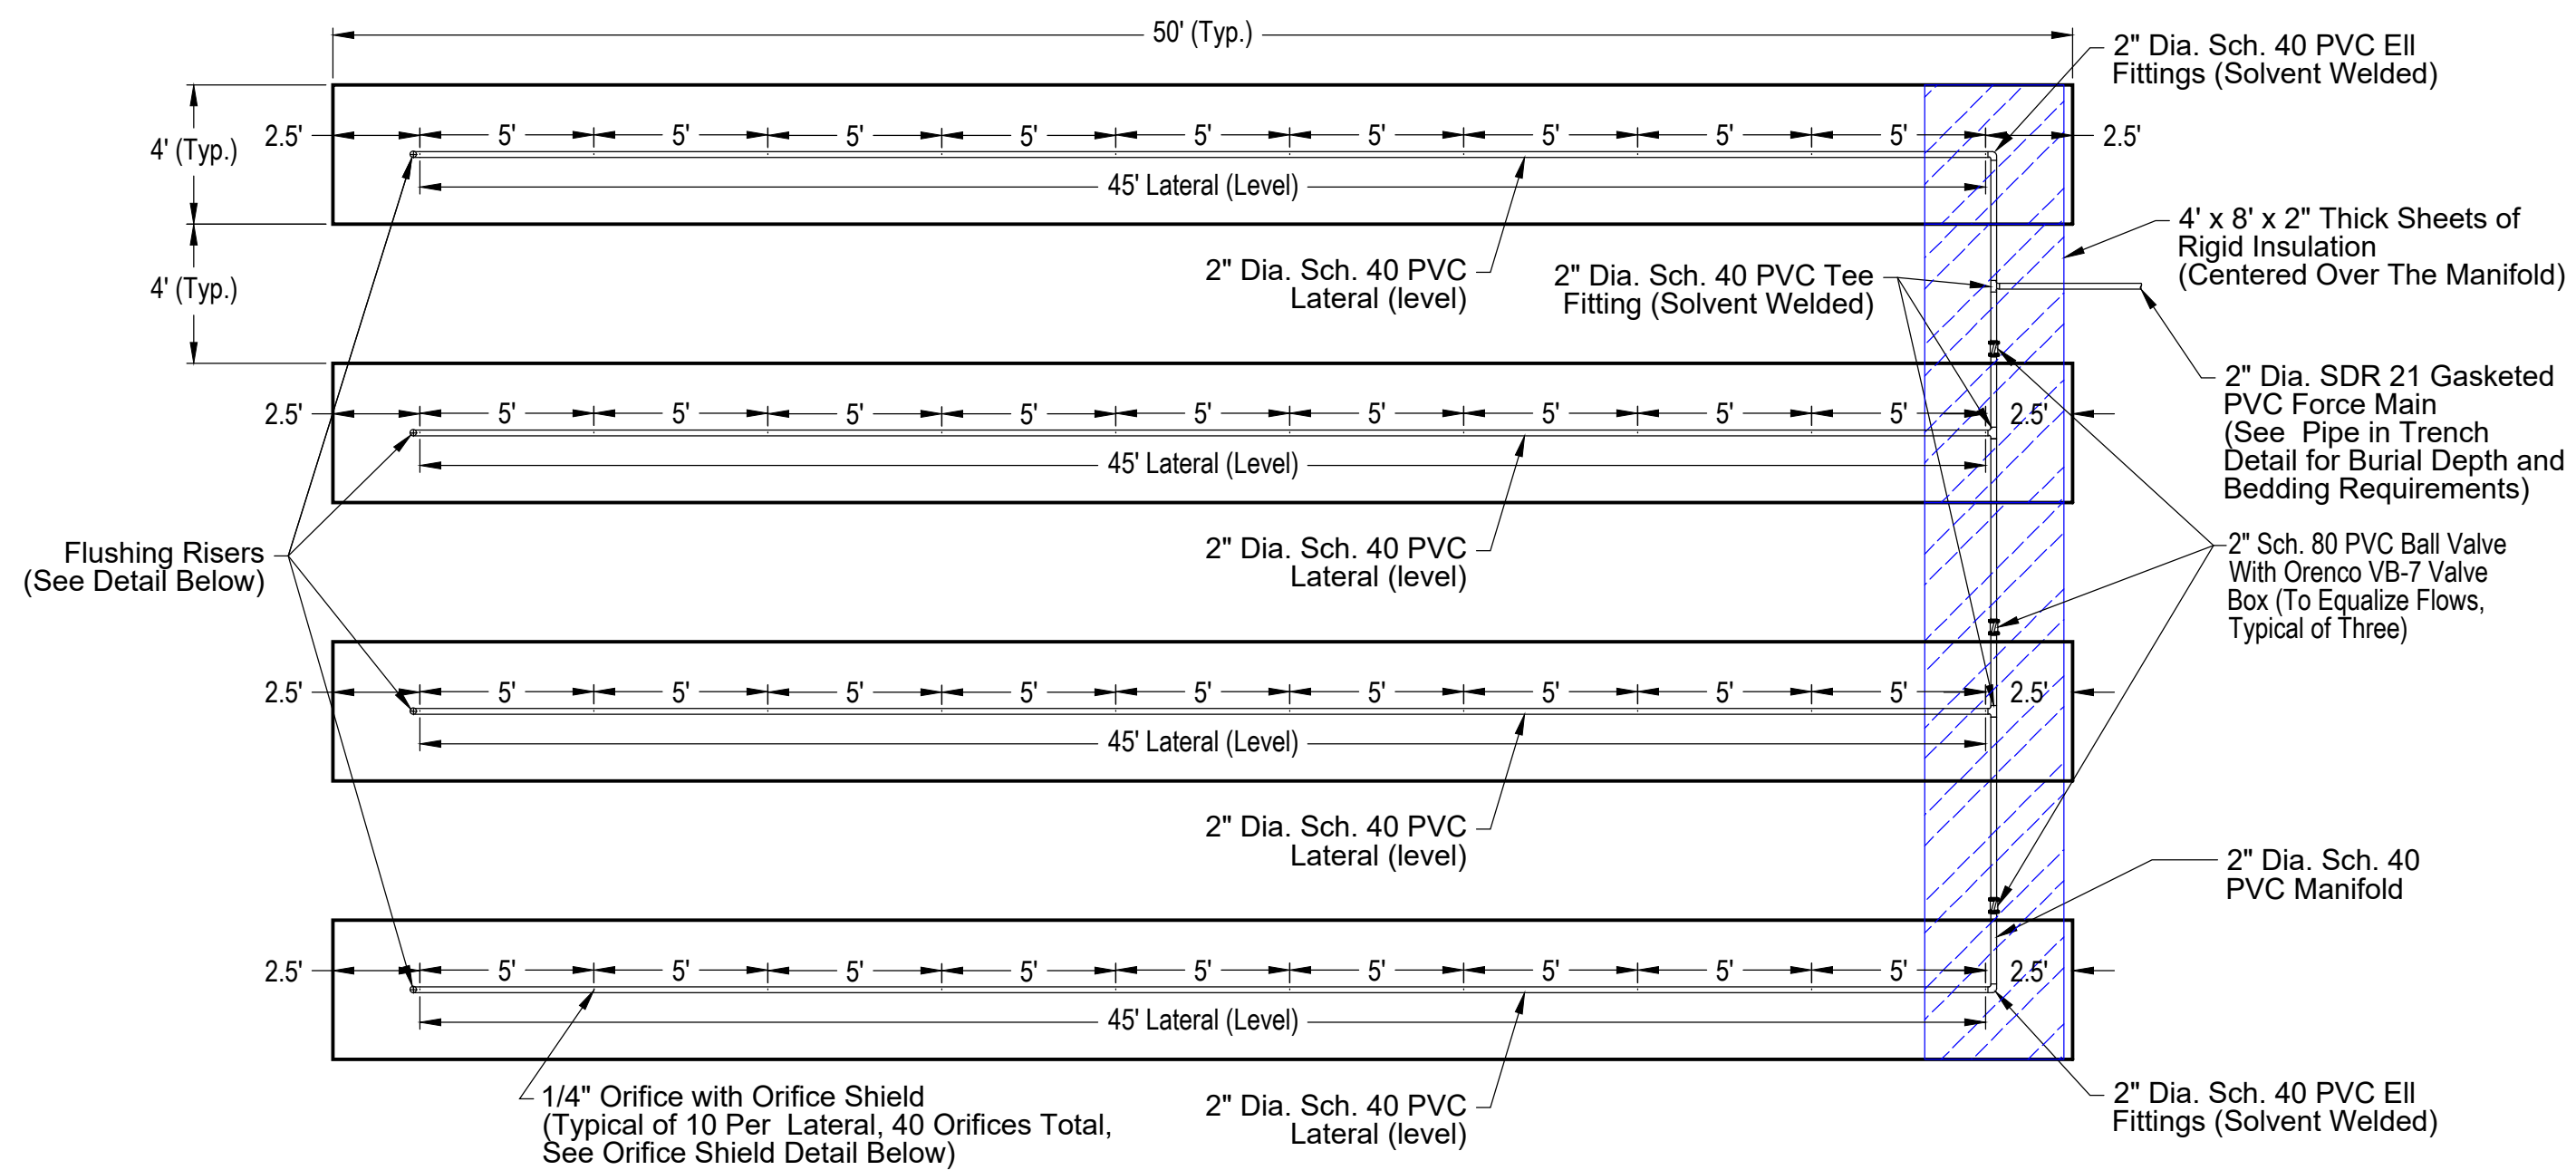 50' (Typ.)
2" Dia. Sch. 40 PVC Ell
Fittings (Solvent Welded)
4' (Typ.)
2.5' 5' 5' 5' 5' 5' 5' 5' 5' 5' 2.5'
45' Lateral (Level)
4' x 8' x 2" Thick Sheets of
Rigid Insulation
(Centered Over The Manifold)
4' (Typ.)
2" Dia. Sch. 40 PVC
Lateral (level)
2" Dia. Sch. 40 PVC Tee
Fitting (Solvent Welded)
2" Dia. SDR 21 Gasketed
PVC Force Main
(See Pipe in Trench
Detail for Burial Depth and
Bedding Requirements)
2.5' 5' 5' 5' 5' 5' 5' 5' 5' 5' 2.5'
45' Lateral (Level)
Flushing Risers
(See Detail Below)
2" Dia. Sch. 40 PVC
Lateral (level)
2" Sch. 80 PVC Ball Valve
With Orenco VB-7 Valve
Box (To Equalize Flows,
Typical of Three)
2.5' 5' 5' 5' 5' 5' 5' 5' 5' 5' 2.5'
45' Lateral (Level)
2" Dia. Sch. 40 PVC
Lateral (level)
2" Dia. Sch. 40
PVC Manifold
2.5' 5' 5' 5' 5' 5' 5' 5' 5' 5' 2.5'
45' Lateral (Level)
1/4" Orifice with Orifice Shield
(Typical of 10 Per Lateral, 40 Orifices Total,
See Orifice Shield Detail Below)
2" Dia. Sch. 40 PVC
Lateral (level)
2" Dia. Sch. 40 PVC Ell
Fittings (Solvent Welded)